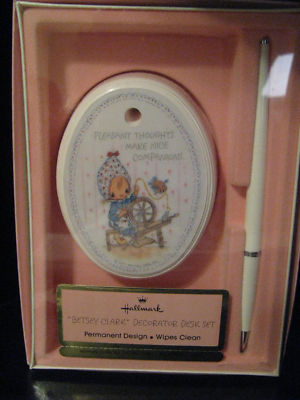 PLEASANT THOUGHTS
MAKE NICE
COMPANIONS
Hallmark
"BETSEY CLARK" DECORATOR DESK SET
Permanent Design • Wipes Clean